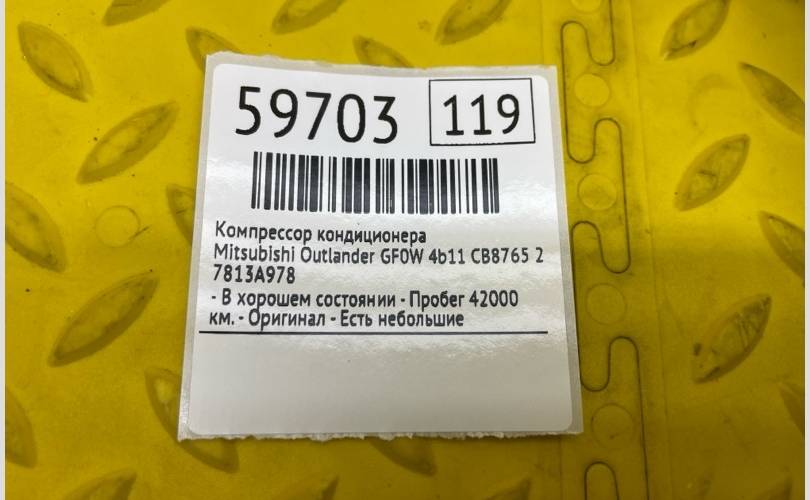 59703 119
Компрессор кондиционера
Mitsubishi Outlander GF0W 4b11 CB8765 2
7813A978
- В хорошем состоянии - Пробег 42000
км. - Оригинал - Есть небольшие